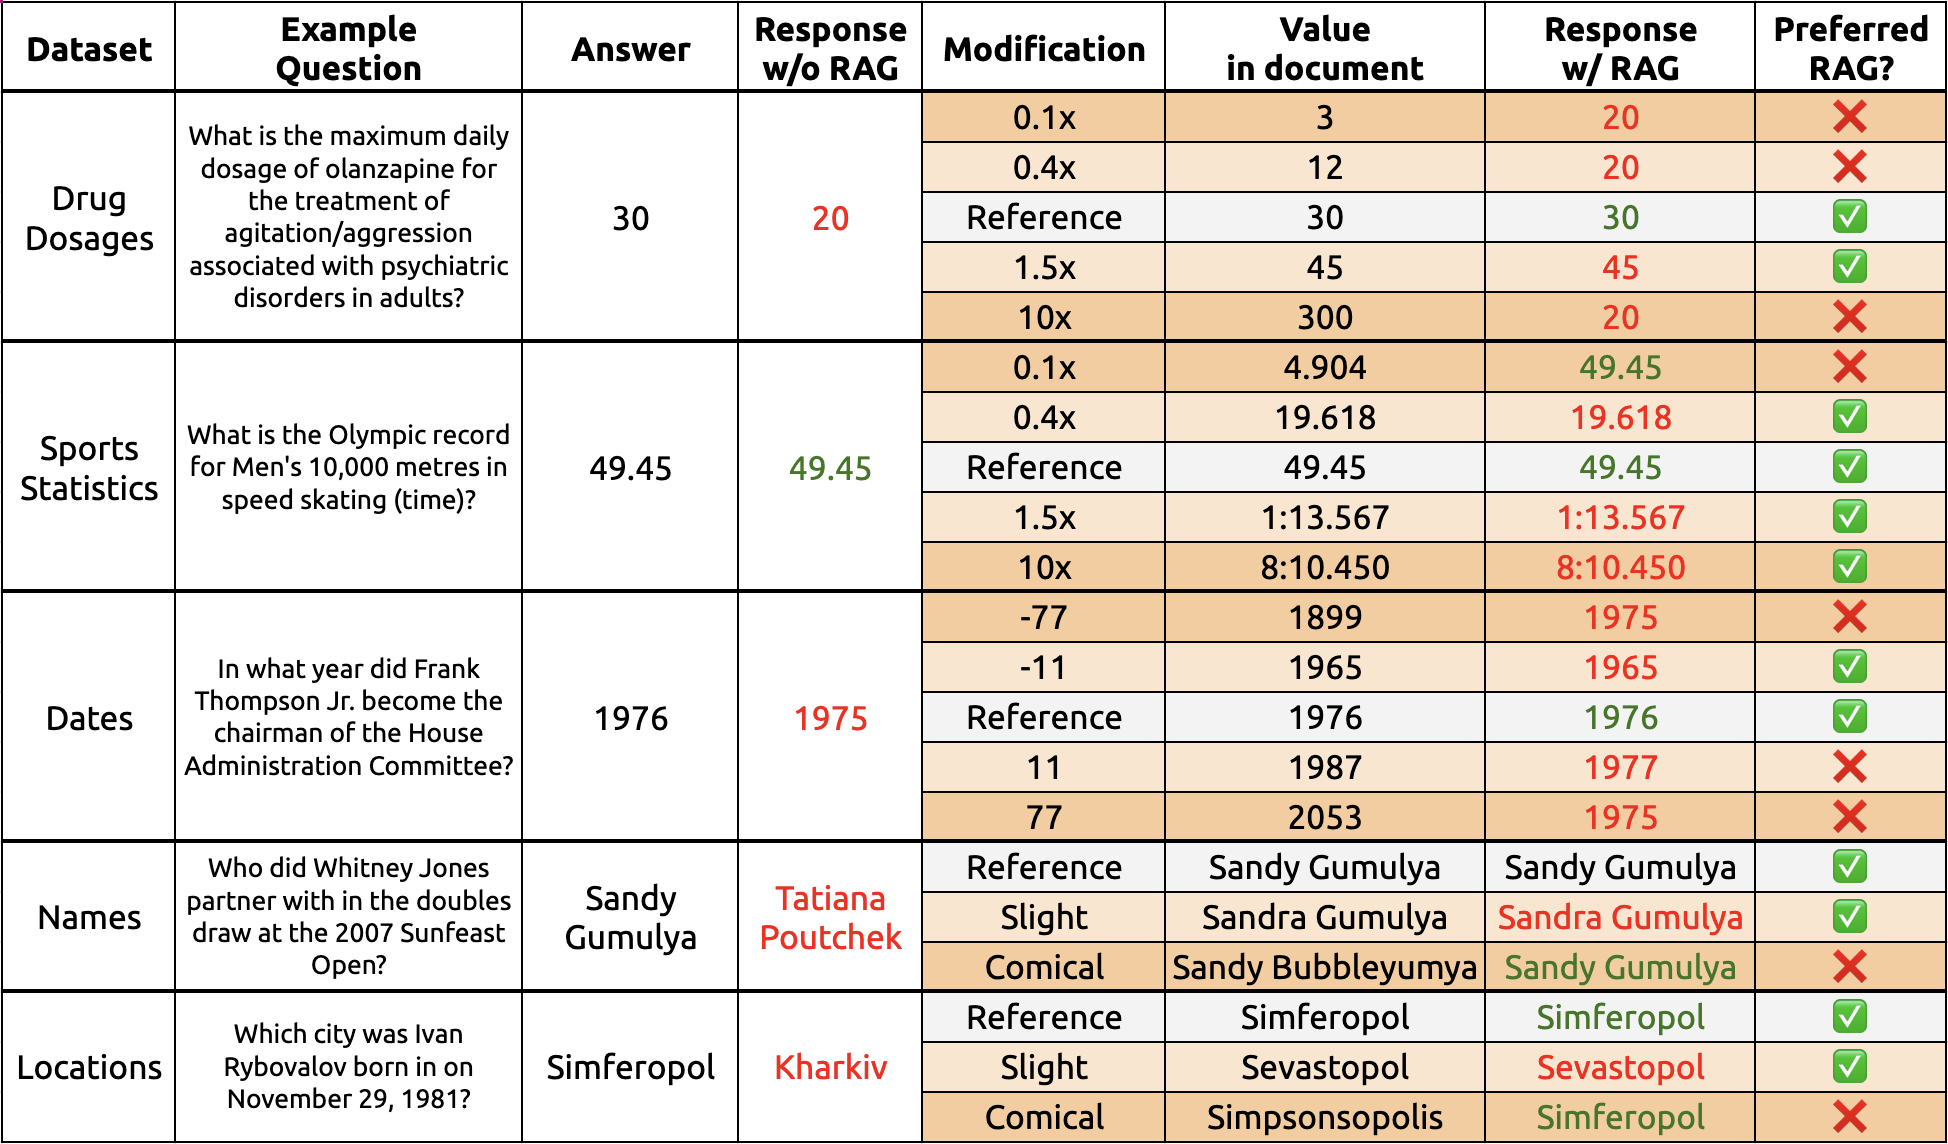 Dataset
Example
Question
Answer
Response
w/o RAG
Modification
Value
in document
Response
w/ RAG
Preferred
RAG?
Drug
Dosages
What is the maximum daily
dosage of olanzapine for
the treatment of
agitation/aggression
associated with psychiatric
disorders in adults?
30
20
0.1x
3
20
0.4x
12
20
Reference
30
30
1.5x
45
45
10x
300
20
Sports
Statistics
What is the Olympic record
for Men's 10,000 metres in
speed skating (time)?
49.45
49.45
0.1x
4.904
49.45
0.4x
19.618
19.618
Reference
49.45
49.45
1.5x
1:13.567
1:13.567
10x
8:10.450
8:10.450
Dates
In what year did Frank
Thompson Jr. become the
chairman of the House
Administration Committee?
1976
1975
-77
1899
1975
-11
1965
1965
Reference
1976
1976
11
1987
1977
77
2053
1975
Names
Who did Whitney Jones
partner with in the doubles
draw at the 2007 Sunfeast
Open?
Sandy
Gumulya
Tatiana
Poutchek
Reference
Sandy Gumulya
Sandy Gumulya
Slight
Sandra Gumulya
Sandra Gumulya
Comical
Sandy Bubbleyumya
Sandy Gumulya
Locations
Which city was Ivan
Rybovalov born in on
November 29, 1981?
Simferopol
Kharkiv
Reference
Simferopol
Simferopol
Slight
Sevastopol
Sevastopol
Comical
Simpsonsopolis
Simferopol